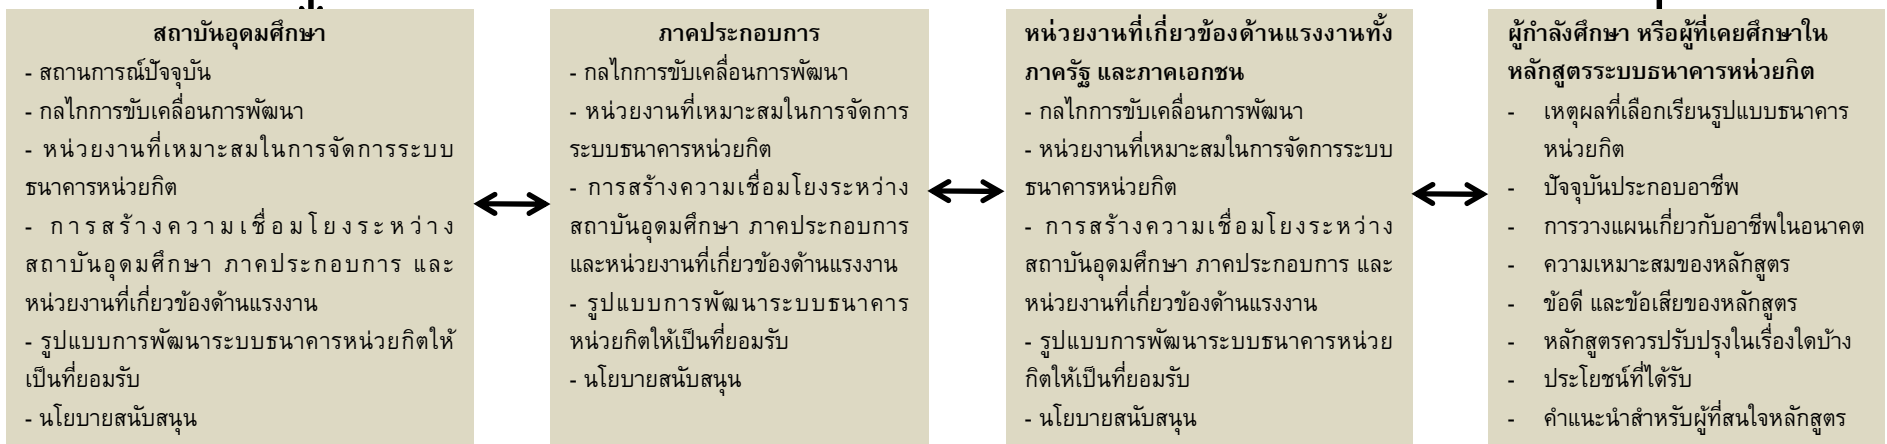 สถาบันอุดมศึกษา
- สถานการณ์ปัจจุบัน
- กลไกการขับเคลื่อนการพัฒนา
- หน่วยงานที่เหมาะสมในการจัดการระบบ
ธนาคารหน่วยกิต
- การสร้างความเชื่อมโยงระหว่าง
สถาบันอุดมศึกษา ภาคประกอบการ และ
หน่วยงานที่เกี่ยวข้องด้านแรงงาน
- รูปแบบการพัฒนาระบบธนาคารหน่วยกิตให้
เป็นที่ยอมรับ
- นโยบายสนับสนุน
ภาคประกอบการ
- กลไกการขับเคลื่อนการพัฒนา
- หน่วยงานที่เหมาะสมในการจัดการ
ระบบธนาคารหน่วยกิต
- การสร้างความเชื่อมโยงระหว่าง
สถาบันอุดมศึกษา ภาคประกอบการ
และหน่วยงานที่เกี่ยวข้องด้านแรงงาน
- รูปแบบการพัฒนาระบบธนาคาร
หน่วยกิตให้เป็นที่ยอมรับ
- นโยบายสนับสนุน
หน่วยงานที่เกี่ยวข้องด้านแรงงานทั้ง
ภาครัฐ และภาคเอกชน
- กลไกการขับเคลื่อนการพัฒนา
- หน่วยงานที่เหมาะสมในการจัดการระบบ
ธนาคารหน่วยกิต
- การสร้างความเชื่อมโยงระหว่าง
สถาบันอุดมศึกษา ภาคประกอบการ และ
หน่วยงานที่เกี่ยวข้องด้านแรงงาน
- รูปแบบการพัฒนาระบบธนาคารหน่วย
กิตให้เป็นที่ยอมรับ
- นโยบายสนับสนุน
ผู้กำลังศึกษา หรือผู้ที่เคยศึกษาใน
หลักสูตรระบบธนาคารหน่วยกิต
- เหตุผลที่เลือกเรียนรูปแบบธนาคาร
หน่วยกิต
- ปัจจุบันประกอบอาชีพ
- การวางแผนเกี่ยวกับอาชีพในอนาคต
- ความเหมาะสมของหลักสูตร
- ข้อดี และข้อเสียของหลักสูตร
- หลักสูตรควรปรับปรุงในเรื่องใดบ้าง
- ประโยชน์ที่ได้รับ
- คำแนะนำสำหรับผู้ที่สนใจหลักสูตร